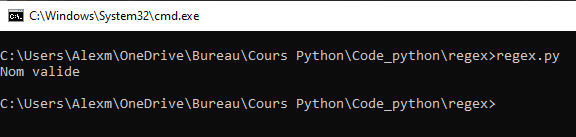 C:\Windows\System32\cmd.exe
C:\Users\Alexm\OneDrive\Bureau\Cours Python\Code_python\regex>regex.py
Nom valide
C:\Users\Alexm\OneDrive\Bureau\Cours Python\Code_python\regex>